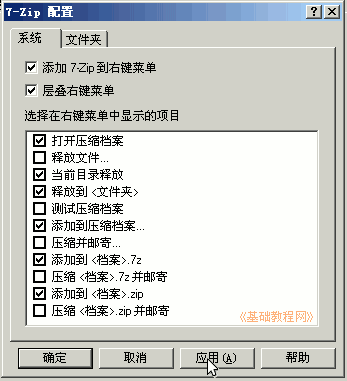 7-Zip 配置
系统 文件夹
添加 7-Zip 到右键菜单
层叠右键菜单
选择在右键菜单中显示的项目
打开压缩档案
释放文件...
当前目录释放
释放到 <文件夹>
测试压缩档案
添加到压缩档案...
压缩并邮寄...
添加到 <档案>.7z
压缩 <档案>.7z 并邮寄
添加到 <档案>.zip
压缩 <档案>.zip 并邮寄
《基础教程网》
确定 取消 应用(A) 帮助